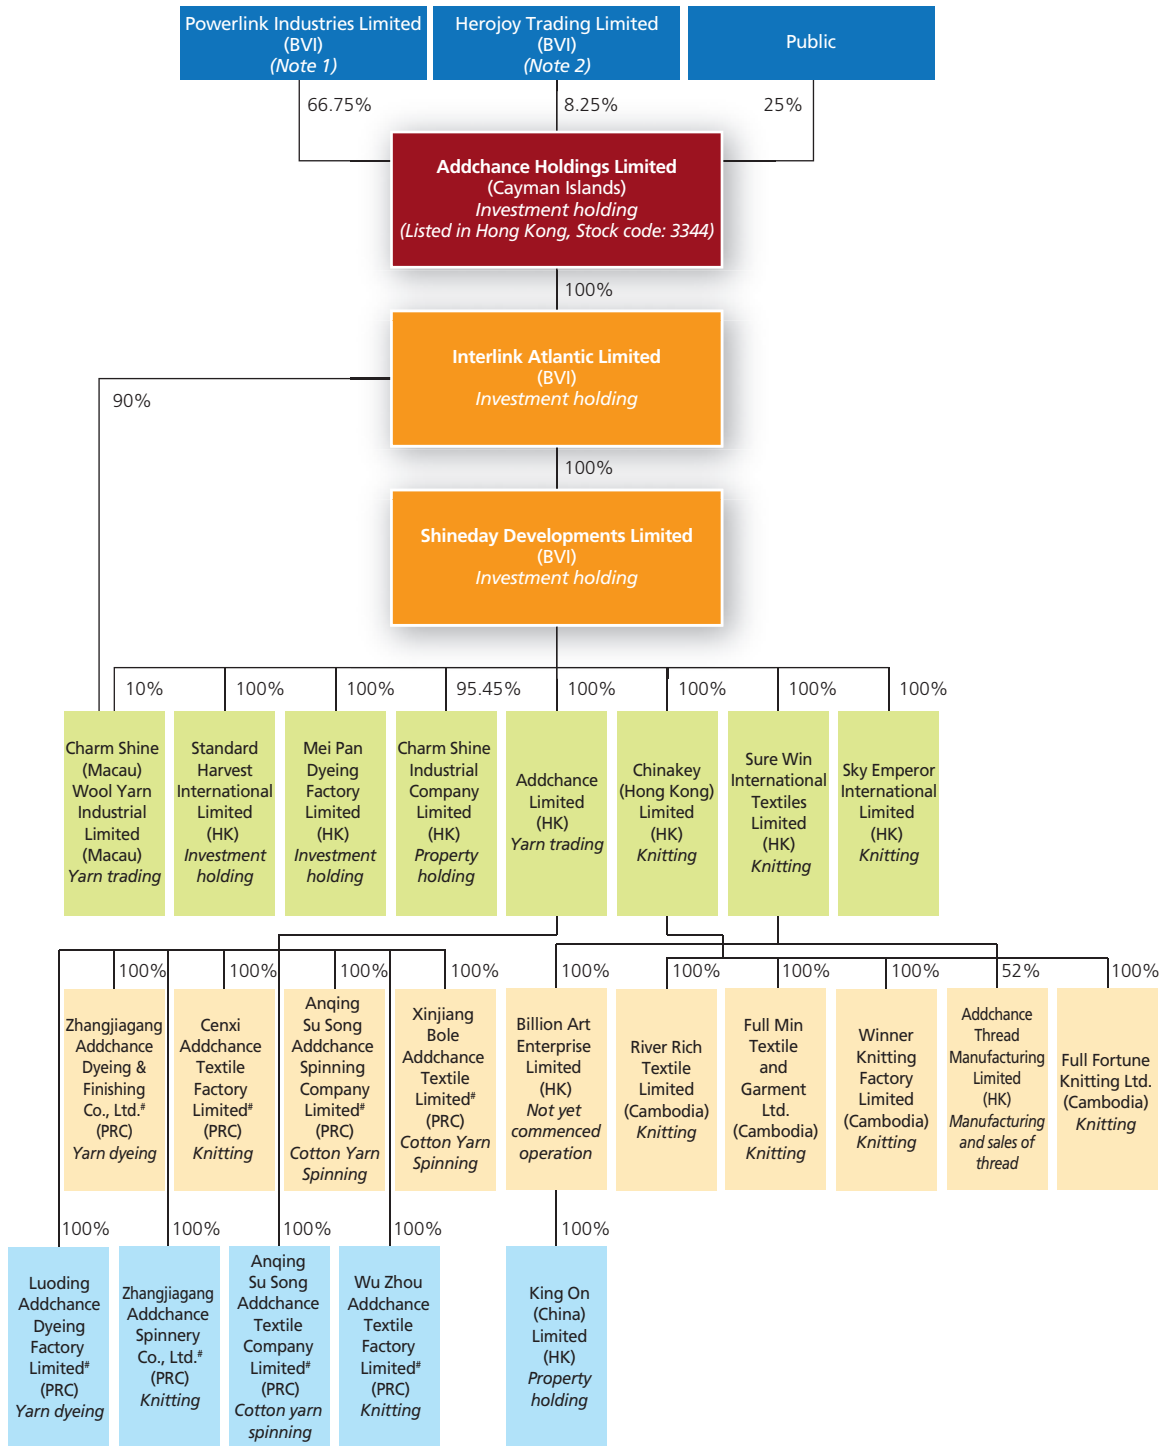 Powerlink Industries Limited
(BVI)
(Note 1)
Herojoy Trading Limited
(BVI)
(Note 2)
Public
66.75%
8.25%
25%
Addchance Holdings Limited
(Cayman Islands)
Investment holding
(Listed in Hong Kong, Stock code: 3344)
100%
Interlink Atlantic Limited
(BVI)
Investment holding
90%
100%
Shineday Developments Limited
(BVI)
Investment holding
10%
100%
100%
95.45%
100%
100%
100%
100%
Charm Shine
(Macau)
Wool Yarn
Industrial
Limited
(Macau)
Yarn trading
Standard
Harvest
International
Limited
(HK)
Investment
holding
Mei Pan
Dyeing
Factory
Limited
(HK)
Investment
holding
Charm Shine
Industrial
Company
Limited
(HK)
Property
holding
Addchance
Limited
(HK)
Yarn trading
Chinakey
(Hong Kong)
Limited
(HK)
Knitting
Sure Win
International
Textiles
Limited
(HK)
Knitting
Sky Emperor
International
Limited
(HK)
Knitting
100%
100%
100%
100%
100%
100%
100%
100%
52%
100%
Zhangjiagang
Addchance
Dyeing &
Finishing
Co., Ltd.#
(PRC)
Yarn dyeing
Cenxi
Addchance
Textile
Factory
Limited#
(PRC)
Knitting
Anqing
Su Song
Addchance
Spinning
Company
Limited#
(PRC)
Cotton Yarn
Spinning
Xinjiang
Bole
Addchance
Textile
Limited#
(PRC)
Cotton Yarn
Spinning
Billion Art
Enterprise
Limited
(HK)
Not yet
commenced
operation
River Rich
Textile
Limited
(Cambodia)
Knitting
Full Min
Textile
and
Garment
Ltd.
(Cambodia)
Knitting
Winner
Knitting
Factory
Limited
(Cambodia)
Knitting
Addchance
Thread
Manufacturing
Limited
(HK)
Manufacturing
and sales of
thread
Full Fortune
Knitting Ltd.
(Cambodia)
Knitting
100%
100%
100%
100%
100%
Luoding
Addchance
Dyeing
Factory
Limited#
(PRC)
Yarn dyeing
Zhangjiagang
Addchance
Spinnery
Co., Ltd.#
(PRC)
Knitting
Anqing
Su Song
Addchance
Textile
Company
Limited#
(PRC)
Cotton yarn
spinning
Wu Zhou
Addchance
Textile
Factory
Limited#
(PRC)
Knitting
King On
(China)
Limited
(HK)
Property
holding